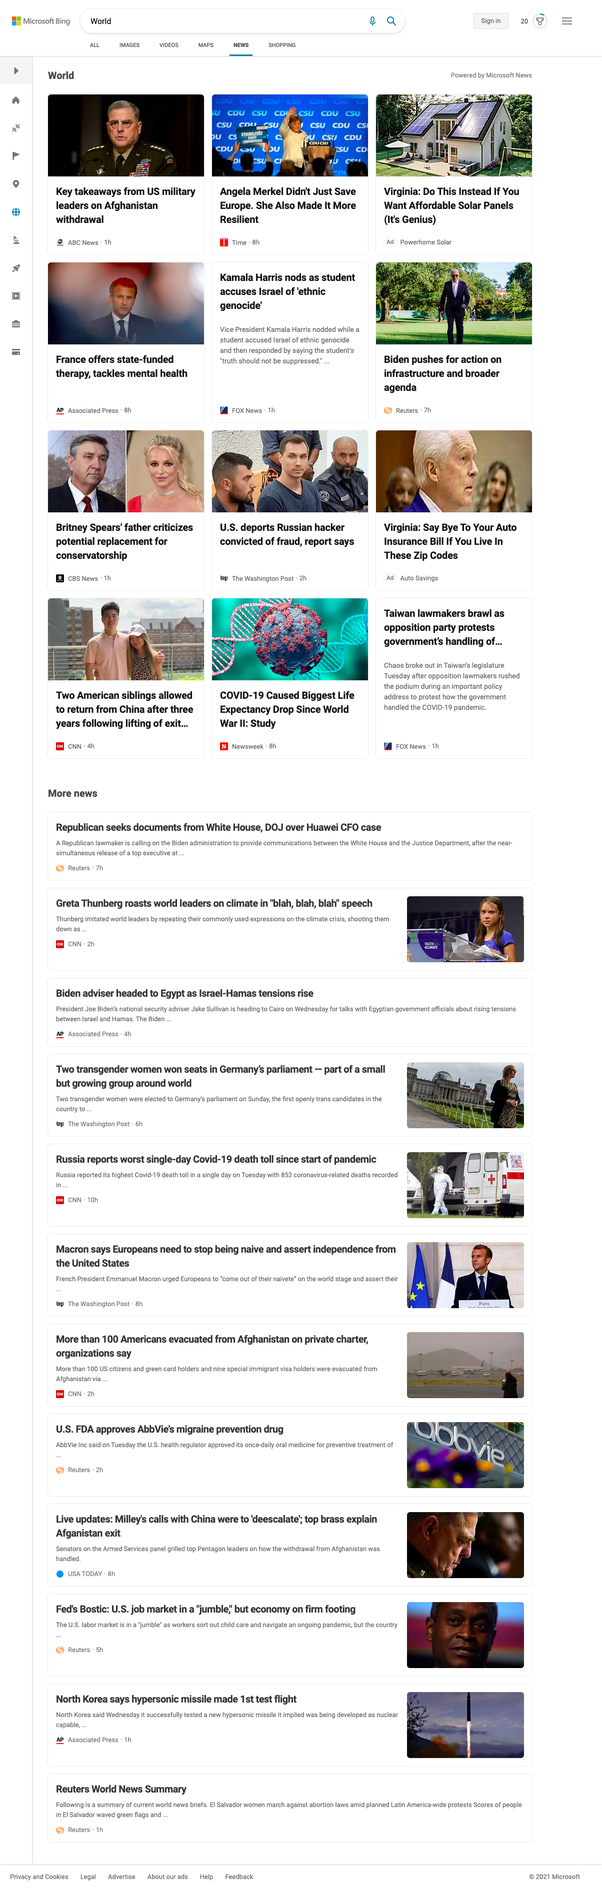 Microsoft Bing
World
Sign in
20
ALL
IMAGES
VIDEOS
MAPS
NEWS
SHOPPING
World
Powered by Microsoft News
Key takeaways from US military
leaders on Afghanistan
withdrawal
ABC News · 1h
CDU
Angela Merkel Didn't Just Save
Europe. She Also Made It More
Resilient
Time · 8h
Virginia: Do This Instead If You
Want Affordable Solar Panels
(It's Genius)
Ad Powerhome Solar
France offers state-funded
therapy, tackles mental health
AP Associated Press · 8h
Kamala Harris nods as student
accuses Israel of 'ethnic
genocide'
Vice President Kamala Harris nodded while a
student accused Israel of ethnic genocide
and then responded by saying the student's
"truth should not be suppressed." ...
FOX News · 1h
Biden pushes for action on
infrastructure and broader
agenda
Reuters · 7h
Britney Spears' father criticizes
potential replacement for
conservatorship
CBS News · 1h
U.S. deports Russian hacker
convicted of fraud, report says
wp The Washington Post · 2h
Virginia: Say Bye To Your Auto
Insurance Bill If You Live In
These Zip Codes
Ad Auto Savings
Two American siblings allowed
to return from China after three
years following lifting of exit...
CNN · 4h
COVID-19 Caused Biggest Life
Expectancy Drop Since World
War II: Study
N Newsweek · 8h
Taiwan lawmakers brawl as
opposition party protests
government's handling of...
Chaos broke out in Taiwan's legislature
Tuesday after opposition lawmakers rushed
the podium during an important policy
address to protest how the government
handled the COVID-19 pandemic.
FOX News · 1h
More news
Republican seeks documents from White House, DOJ over Huawei CFO case
A Republican lawmaker is calling on the Biden administration to provide communications between the White House and the Justice Department, after the near-
simultaneous release of a top executive at ...
Reuters · 7h
Greta Thunberg roasts world leaders on climate in "blah, blah, blah" speech
Thunberg imitated world leaders by repeating their commonly used expressions on the climate crisis, shooting them
down as ...
CNN · 2h
Biden adviser headed to Egypt as Israel-Hamas tensions rise
President Joe Biden's national security adviser Jake Sullivan is heading to Cairo on Wednesday for talks with Egyptian government officials about rising tensions
between Israel and Hamas. The Biden ...
AP Associated Press · 4h
Two transgender women won seats in Germany's parliament — part of a small
but growing group around world
Two transgender women were elected to Germany's parliament on Sunday, the first openly trans candidates in the
country to ...
wp The Washington Post · 6h
Russia reports worst single-day Covid-19 death toll since start of pandemic
Russia reported its highest Covid-19 death toll in a single day on Tuesday with 852 coronavirus-related deaths recorded
in ...
CNN · 10h
Macron says Europeans need to stop being naive and assert independence from
the United States
French President Emmanuel Macron urged Europeans to "come out of their naivete" on the world stage and assert their
...
wp The Washington Post · 8h
Paris
More than 100 Americans evacuated from Afghanistan on private charter,
organizations say
More than 100 US citizens and green card holders and nine special immigrant visa holders were evacuated from
Afghanistan via ...
CNN · 2h
U.S. FDA approves AbbVie's migraine prevention drug
AbbVie Inc said on Tuesday the U.S. health regulator approved its once-daily oral medicine for preventive treatment of
...
Reuters · 2h
abbvie
Live updates: Milley's calls with China were to 'deescalate'; top brass explain
Afganistan exit
Senators on the Armed Services panel grilled top Pentagon leaders on how the withdrawal from Afghanistan was
handled.
USA TODAY · 8h
Fed's Bostic: U.S. job market in a "jumble," but economy on firm footing
The U.S. labor market is in a "jumble" as workers sort out child care and navigate an ongoing pandemic, but the country
...
Reuters · 5h
North Korea says hypersonic missile made 1st test flight
North Korea said Wednesday it successfully tested a new hypersonic missile it implied was being developed as nuclear
capable, ...
AP Associated Press · 1h
Reuters World News Summary
Following is a summary of current world news briefs. El Salvador women march against abortion laws amid planned Latin America-wide protests Scores of people
in El Salvador waved green flags and ...
Reuters · 1h
Privacy and Cookies
Legal
Advertise
About our ads
Help
Feedback
© 2021 Microsoft